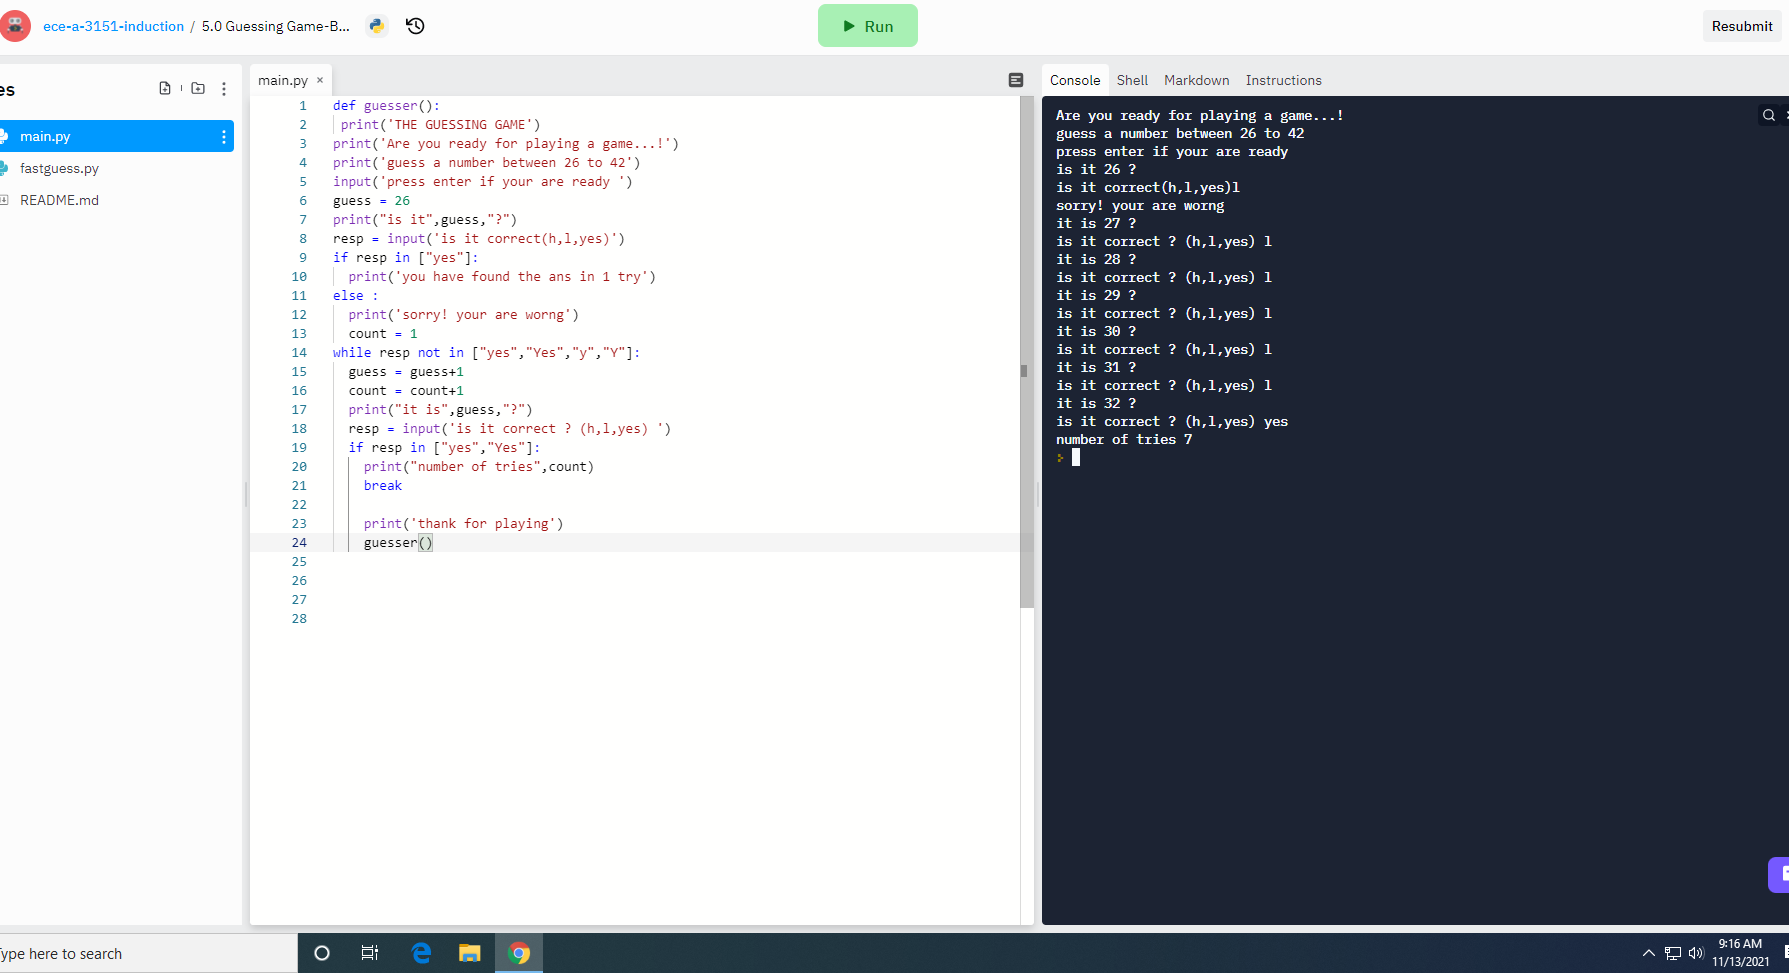 ece-a-3151-induction / 5.0 Guessing Game-B...
Run
Resubmit
es
main.py
fastguess.py
README.md
main.py ×
1 def guesser():
2 print('THE GUESSING GAME')
3 print('Are you ready for playing a game...!')
4 print('guess a number between 26 to 42')
5 input('press enter if your are ready ')
6 guess = 26
7 print("is it",guess,"?")
8 resp = input('is it correct(h,l,yes)')
9 if resp in ["yes"]:
10 print('you have found the ans in 1 try')
11 else :
12 print('sorry! your are worng')
13 count = 1
14 while resp not in ["yes","Yes","y","Y"]:
15 guess = guess+1
16 count = count+1
17 print("it is",guess,"?")
18 resp = input('is it correct ? (h,l,yes) ')
19 if resp in ["yes","Yes"]:
20 print("number of tries",count)
21 break
22
23 print('thank for playing')
24 guesser()
25
26
27
28
Console Shell Markdown Instructions
Are you ready for playing a game...!
guess a number between 26 to 42
press enter if your are ready
is it 26 ?
is it correct(h,l,yes)l
sorry! your are worng
it is 27 ?
is it correct ? (h,l,yes) l
it is 28 ?
is it correct ? (h,l,yes) l
it is 29 ?
is it correct ? (h,l,yes) l
it is 30 ?
is it correct ? (h,l,yes) l
it is 31 ?
is it correct ? (h,l,yes) l
it is 32 ?
is it correct ? (h,l,yes) yes
number of tries 7
ype here to search
9:16 AM
11/13/2021